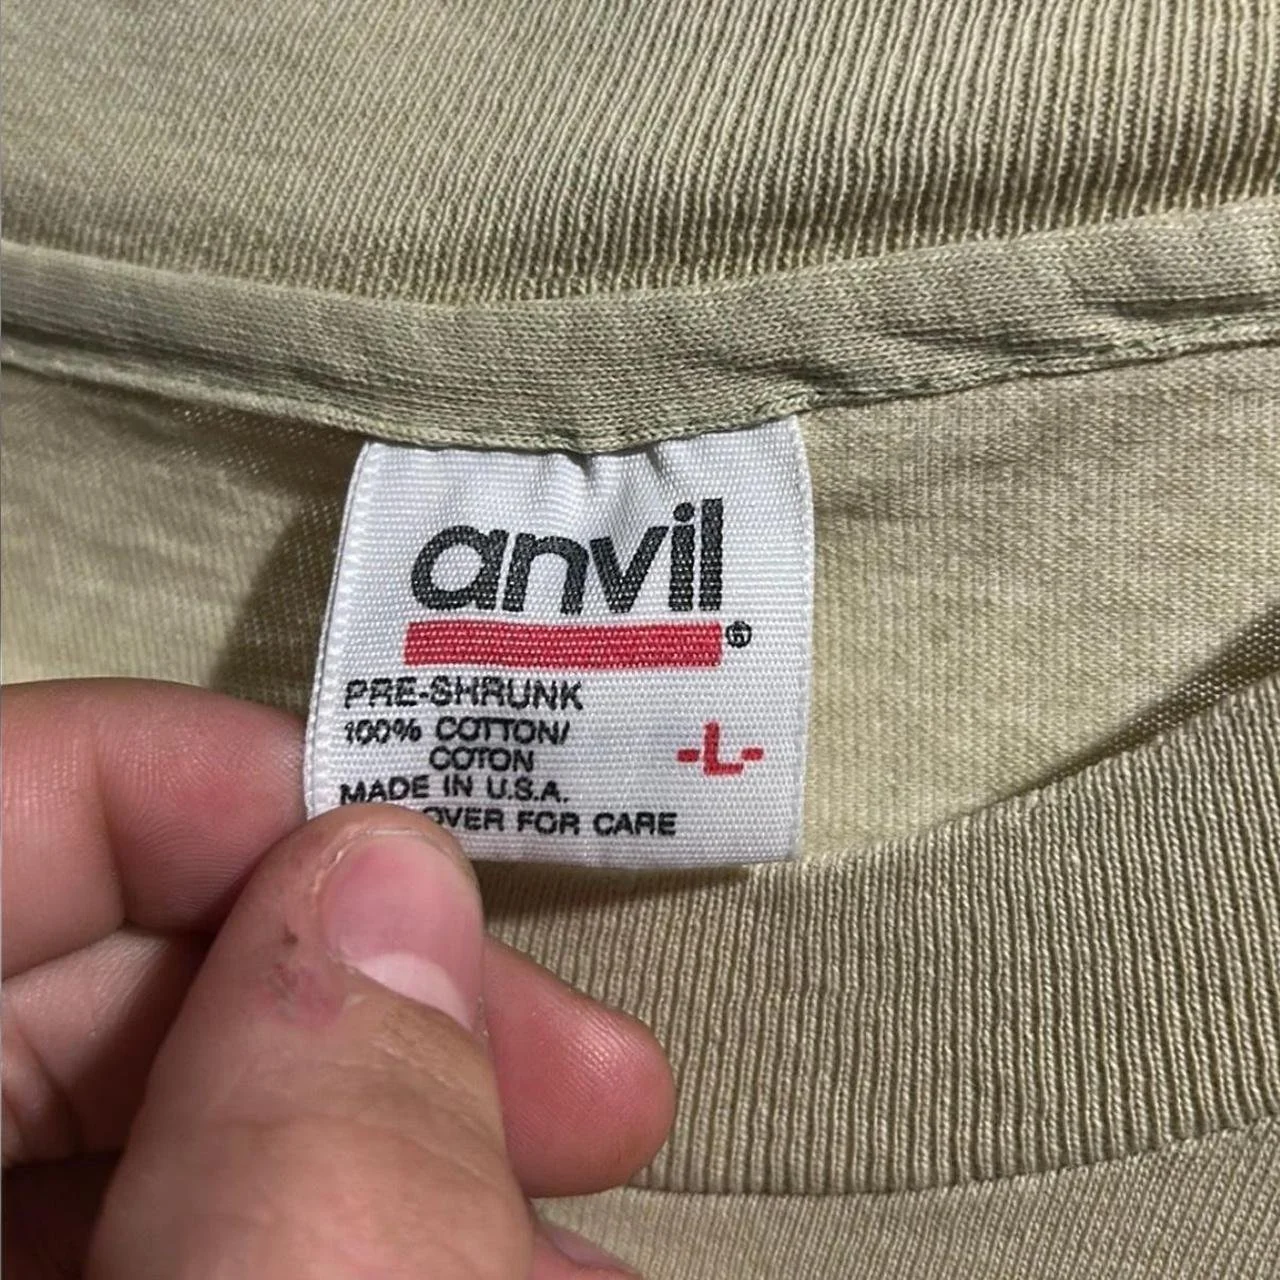 anvil
®
PRE-SHRUNK
100% COTTON/
COTON
-L-
MADE IN U.S.A.
OVER FOR CARE